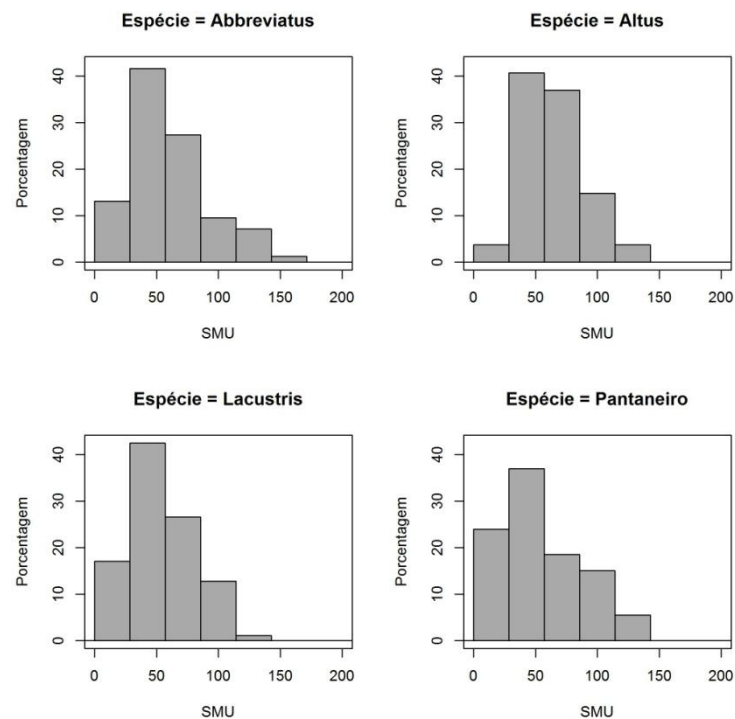 Espécie = Abbreviatus
Porcentagem
40
30
20
10
0
0 50 100 150 200
SMU
Espécie = Altus
Porcentagem
40
30
20
10
0
0 50 100 150 200
SMU
Espécie = Lacustris
Porcentagem
40
30
20
10
0
0 50 100 150 200
SMU
Espécie = Pantaneiro
Porcentagem
40
30
20
10
0
0 50 100 150 200
SMU